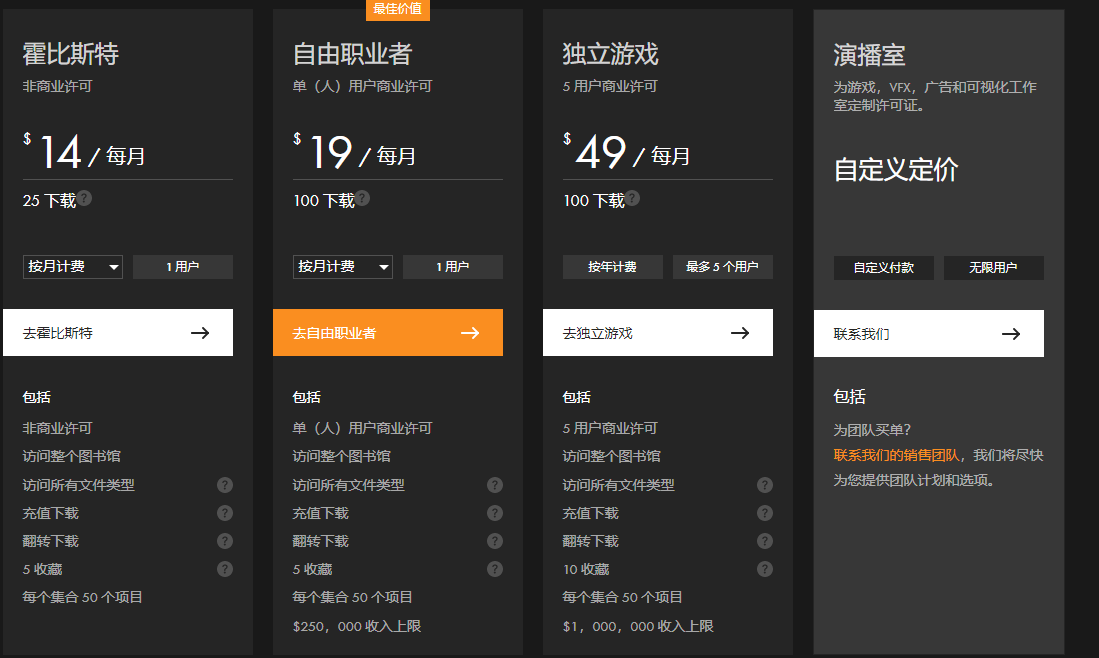 最佳价值
霍比斯特
非商业许可
$ 14 / 每月
25 下载 ?
按月计费
1 用户
去霍比斯特
包括
非商业许可
访问整个图书馆
访问所有文件类型 ?
充值下载 ?
翻转下载 ?
5 收藏 ?
每个集合 50 个项目
自由职业者
单（人）用户商业许可
$ 19 / 每月
100 下载 ?
按月计费
1 用户
去自由职业者
包括
单（人）用户商业许可
访问整个图书馆
访问所有文件类型 ?
充值下载 ?
翻转下载 ?
5 收藏 ?
每个集合 50 个项目
$250，000 收入上限
独立游戏
5 用户商业许可
$ 49 / 每月
100 下载 ?
按年计费
最多 5 个用户
去独立游戏
包括
5 用户商业许可
访问整个图书馆
访问所有文件类型 ?
充值下载 ?
翻转下载 ?
10 收藏 ?
每个集合 50 个项目
$1，000，000 收入上限
演播室
为游戏，VFX，广告和可视化工作
室定制许可证。
自定义定价
自定义付款
无限用户
联系我们
包括
为团队买单？
联系我们的销售团队，我们将尽快
为您提供团队计划和选项。